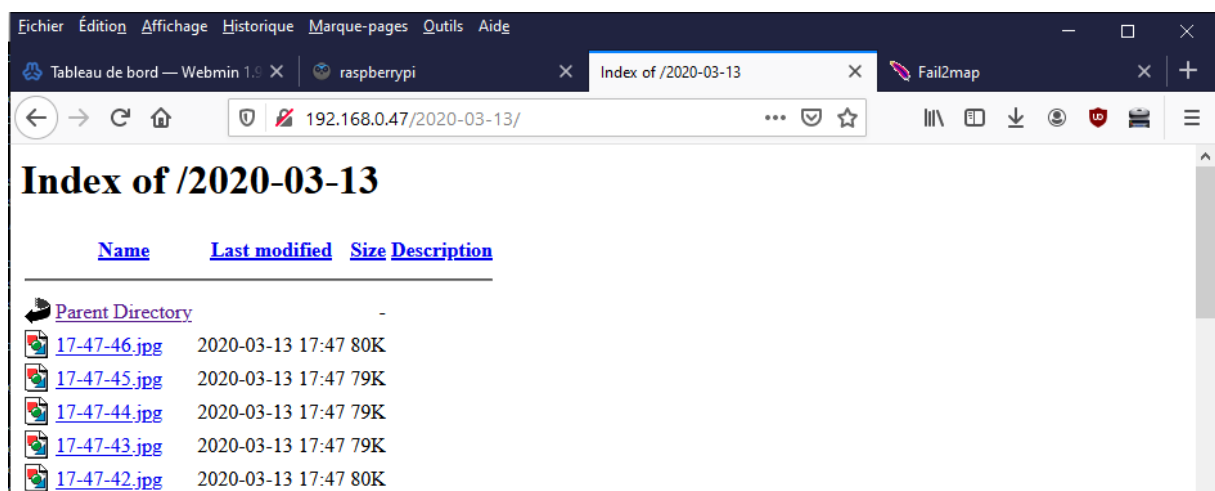 Fichier Édition Affichage Historique Marque-pages Outils Aide
Tableau de bord — Webmin 1.9 raspberrypi Index of /2020-03-13 Fail2map
192.168.0.47/2020-03-13/
Index of /2020-03-13
Name Last modified Size Description
Parent Directory -
17-47-46.jpg 2020-03-13 17:47 80K
17-47-45.jpg 2020-03-13 17:47 79K
17-47-44.jpg 2020-03-13 17:47 79K
17-47-43.jpg 2020-03-13 17:47 79K
17-47-42.jpg 2020-03-13 17:47 80K